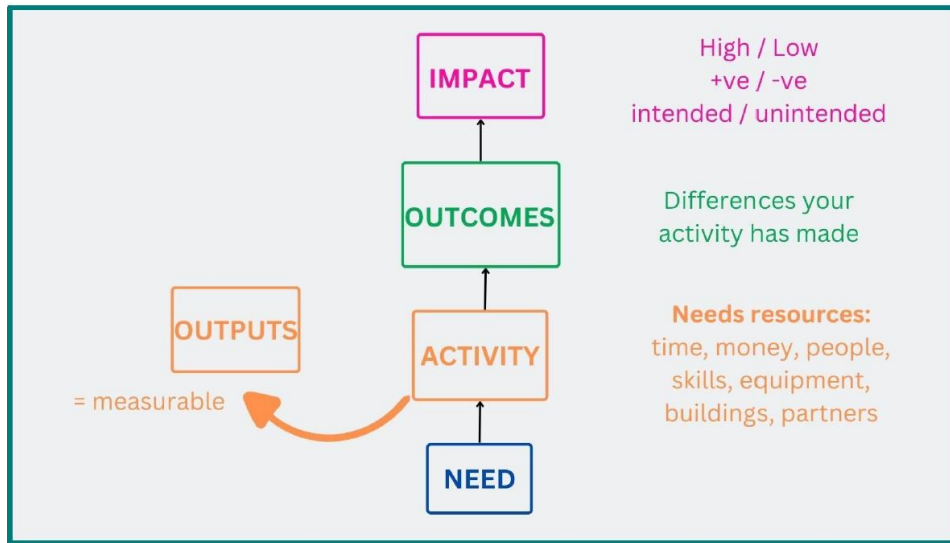 IMPACT
High / Low
+ve / -ve
intended / unintended
OUTCOMES
Differences your
activity has made
OUTPUTS
= measurable
ACTIVITY
Needs resources:
time, money, people,
skills, equipment,
buildings, partners
NEED